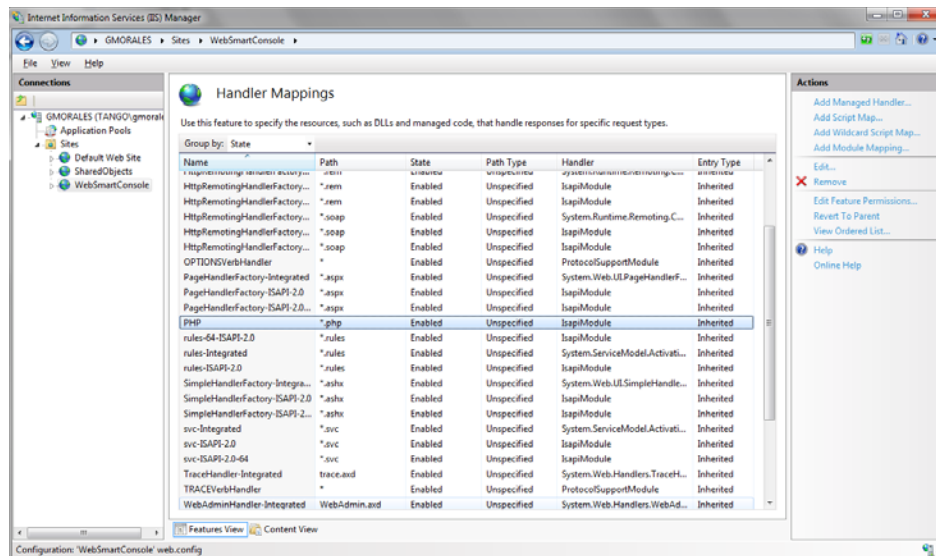 Internet Information Services (IIS) Manager
GMORALES ▸ Sites ▸ WebSmartConsole ▸
File View Help
Connections
GMORALES (TANGO\gmorale
Application Pools
Sites
Default Web Site
SharedObjects
WebSmartConsole
Handler Mappings
Use this feature to specify the resources, such as DLLs and managed code, that handle responses for specific request types.
Group by: State
Name Path State Path Type Handler Entry Type
HttpRemotingHandlerFactory... *.rem Enabled Unspecified System.Runtime.Remoting.C... Inherited
HttpRemotingHandlerFactory... *.rem Enabled Unspecified IsapiModule Inherited
HttpRemotingHandlerFactory... *.rem Enabled Unspecified IsapiModule Inherited
HttpRemotingHandlerFactory... *.soap Enabled Unspecified System.Runtime.Remoting.C... Inherited
HttpRemotingHandlerFactory... *.soap Enabled Unspecified IsapiModule Inherited
HttpRemotingHandlerFactory... *.soap Enabled Unspecified IsapiModule Inherited
OPTIONSVerbHandler * Enabled Unspecified ProtocolSupportModule Inherited
PageHandlerFactory-Integrated *.aspx Enabled Unspecified System.Web.UI.PageHandlerF... Inherited
PageHandlerFactory-ISAPI-2.0 *.aspx Enabled Unspecified IsapiModule Inherited
PageHandlerFactory-ISAPI-2.0... *.aspx Enabled Unspecified IsapiModule Inherited
PHP *.php Enabled Unspecified IsapiModule Inherited
rules-64-ISAPI-2.0 *.rules Enabled Unspecified IsapiModule Inherited
rules-Integrated *.rules Enabled Unspecified System.ServiceModel.Activati... Inherited
rules-ISAPI-2.0 *.rules Enabled Unspecified IsapiModule Inherited
SimpleHandlerFactory-Integra... *.ashx Enabled Unspecified System.Web.UI.SimpleHandle... Inherited
SimpleHandlerFactory-ISAPI-2.0 *.ashx Enabled Unspecified IsapiModule Inherited
SimpleHandlerFactory-ISAPI-2... *.ashx Enabled Unspecified IsapiModule Inherited
svc-Integrated *.svc Enabled Unspecified System.ServiceModel.Activati... Inherited
svc-ISAPI-2.0 *.svc Enabled Unspecified IsapiModule Inherited
svc-ISAPI-2.0-64 *.svc Enabled Unspecified IsapiModule Inherited
TraceHandler-Integrated trace.axd Enabled Unspecified System.Web.Handlers.TraceH... Inherited
TRACEVerbHandler * Enabled Unspecified ProtocolSupportModule Inherited
WebAdminHandler-Integrated WebAdmin.axd Enabled Unspecified System.Web.Handlers.WebAd... Inherited
Features View Content View
Actions
Add Managed Handler...
Add Script Map...
Add Wildcard Script Map...
Add Module Mapping...
Edit...
Remove
Edit Feature Permissions...
Revert To Parent
View Ordered List...
Help
Online Help
Configuration: 'WebSmartConsole' web.config